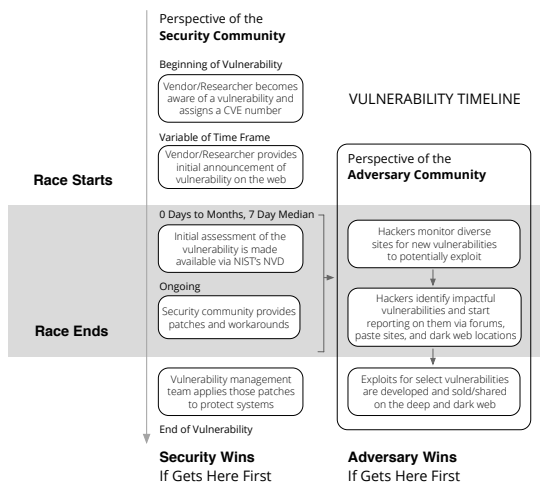 Perspective of the
Security Community
Beginning of Vulnerability
Vendor/Researcher becomes
aware of a vulnerability and
assigns a CVE number
VULNERABILITY TIMELINE
Variable of Time Frame
Vendor/Researcher provides
initial announcement of
vulnerability on the web
Race Starts
Perspective of the
Adversary Community
0 Days to Months, 7 Day Median
Initial assessment of the
vulnerability is made
available via NIST's NVD
Hackers monitor diverse
sites for new vulnerabilities
to potentially exploit
Ongoing
Security community provides
patches and workarounds
Hackers identify impactful
vulnerabilities and start
reporting on them via forums,
paste sites, and dark web locations
Race Ends
Vulnerability management
team applies those patches
to protect systems
Exploits for select vulnerabilities
are developed and sold/shared
on the deep and dark web
End of Vulnerability
Security Wins
If Gets Here First
Adversary Wins
If Gets Here First